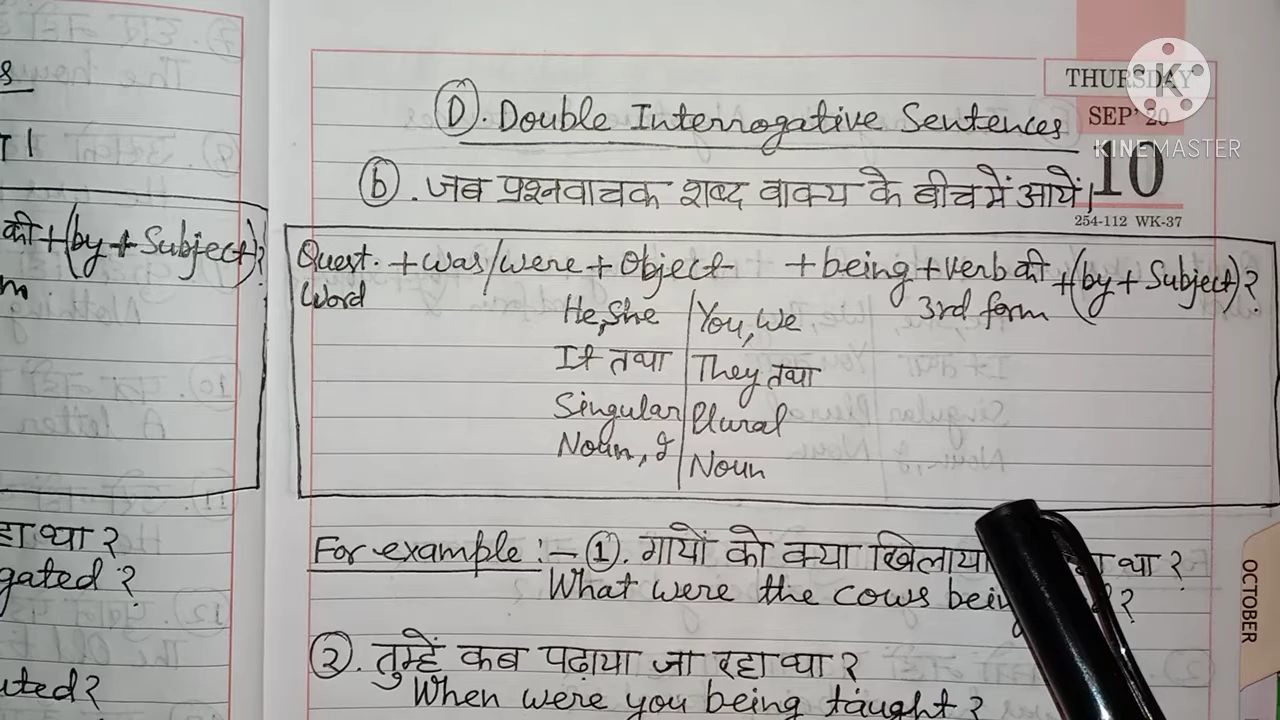 THURSDAY
SEP' 20
10
254-112 WK-37
KINEMASTER
Ⓓ. Double Interrogative Sentences
ⓑ. जब प्रश्नवाचक शब्द वाक्य के बीच में आयें।
की + (by + Subject)?
Quest. + was/were + Object + being + verb की + (by + Subject)?
Word He, She You, We 3rd form
It तथा They तथा
Singular Plural
Noun, I Noun
था ?
gated ?
For example :- ①. गायों को क्या खिलाया था ?
What were the cows
②. तुम्हें कब पढ़ाया जा रहा था ?
uted?
When were you being taught ?
OCTOBER